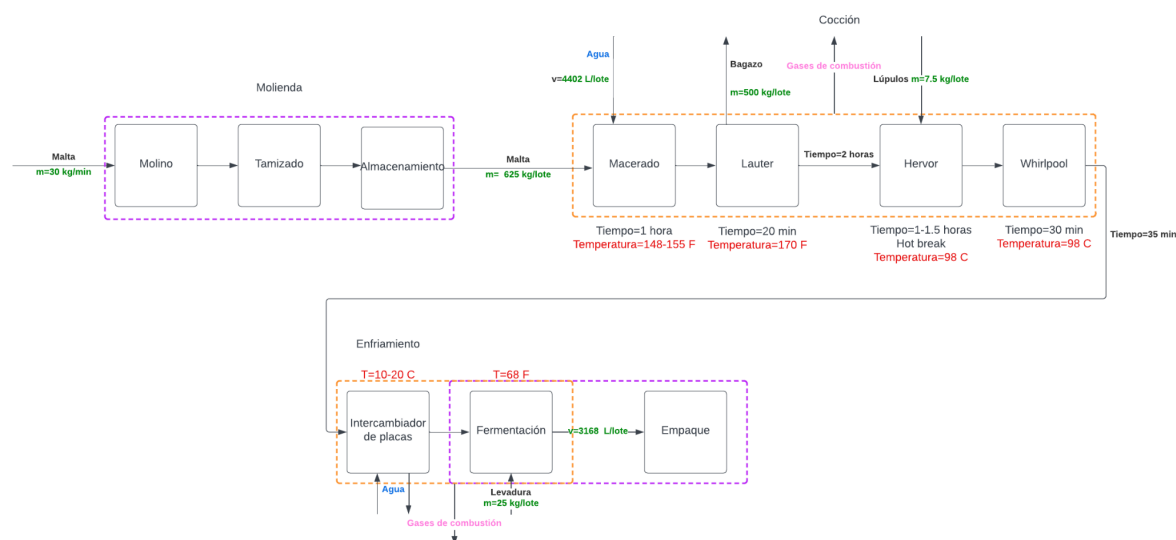 Cocción
Agua
v=4402 L/lote
Bagazo
m=500 kg/lote
Gases de combustión
Lúpulos m=7.5 kg/lote
Molienda
Malta
m=30 kg/min
Molino
Tamizado
Almacenamiento
Malta
m= 625 kg/lote
Macerado
Lauter
Tiempo=2 horas
Hervor
Whirlpool
Tiempo=1 hora
Temperatura=148-155 F
Tiempo=20 min
Temperatura=170 F
Tiempo=1-1.5 horas
Hot break
Temperatura=98 C
Tiempo=30 min
Temperatura=98 C
Tiempo=35 min
Enfriamiento
T=10-20 C
T=68 F
Intercambiador
de placas
Fermentación
v=3168 L/lote
Empaque
Agua
Levadura
m=25 kg/lote
Gases de combustión